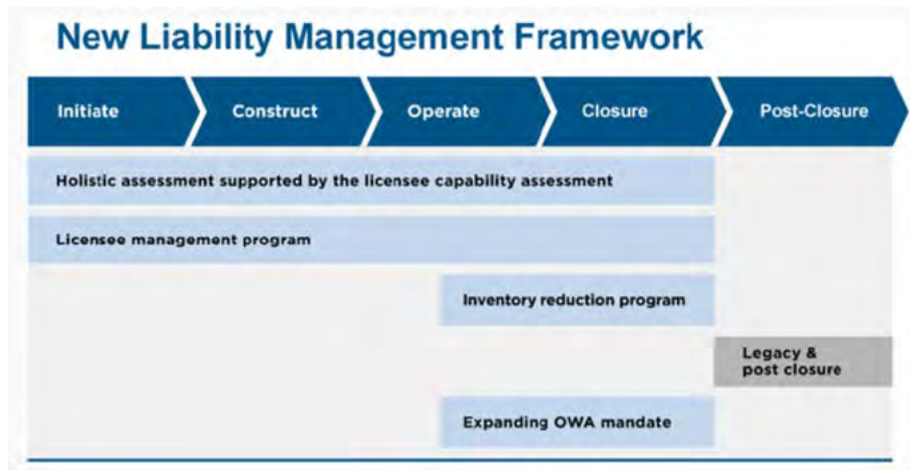 New Liability Management Framework
Initiate
Construct
Operate
Closure
Post-Closure
Holistic assessment supported by the licensee capability assessment
Licensee management program
Inventory reduction program
Legacy &
post closure
Expanding OWA mandate